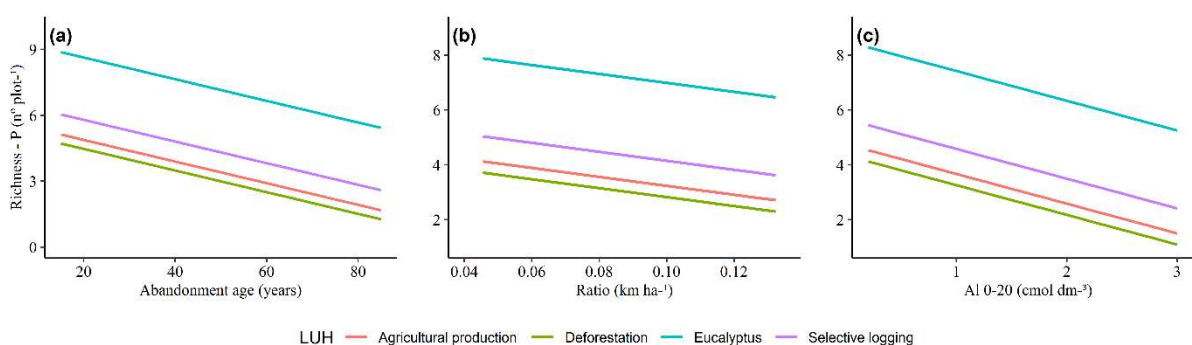 (a)
Richness - P (nº plot-¹)
9
6
3
0
20 40 60 80
Abandonment age (years)
(b)
8
6
4
2
0.04 0.06 0.08 0.10 0.12
Ratio (km ha-¹)
(c)
8
6
4
2
1 2 3
Al 0-20 (cmol dm-³)
LUH Agricultural production Deforestation Eucalyptus Selective logging